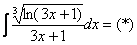 ∫ ∛(ln(3x+1)) / (3x+1) dx = (*)